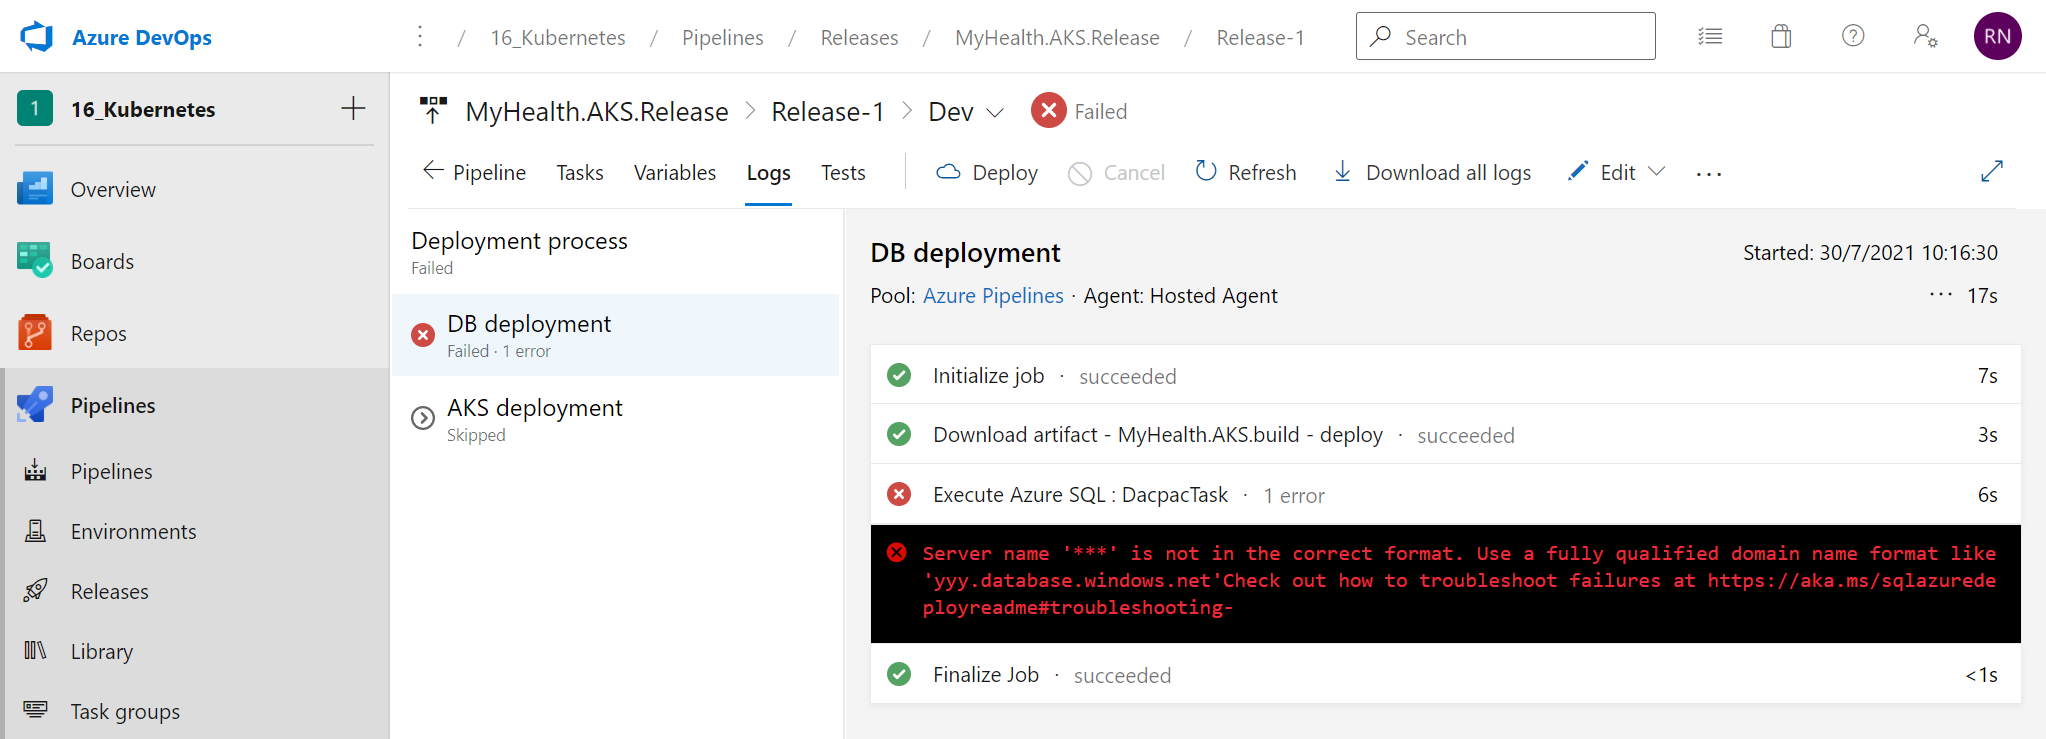 Azure DevOps
/ 16_Kubernetes / Pipelines / Releases / MyHealth.AKS.Release / Release-1
Search
RN
1 16_Kubernetes
Overview
Boards
Repos
Pipelines
Pipelines
Environments
Releases
Library
Task groups
MyHealth.AKS.Release > Release-1 > Dev Failed
Pipeline Tasks Variables Logs Tests Deploy Cancel Refresh Download all logs Edit ...
Deployment process
Failed
DB deployment
Failed · 1 error
AKS deployment
Skipped
DB deployment Started: 30/7/2021 10:16:30
Pool: Azure Pipelines · Agent: Hosted Agent ... 17s
Initialize job · succeeded 7s
Download artifact - MyHealth.AKS.build - deploy · succeeded 3s
Execute Azure SQL : DacpacTask · 1 error 6s
Server name '***' is not in the correct format. Use a fully qualified domain name format like
'yyy.database.windows.net'Check out how to troubleshoot failures at https://aka.ms/sqlazurede
ployreadme#troubleshooting-
Finalize Job · succeeded <1s